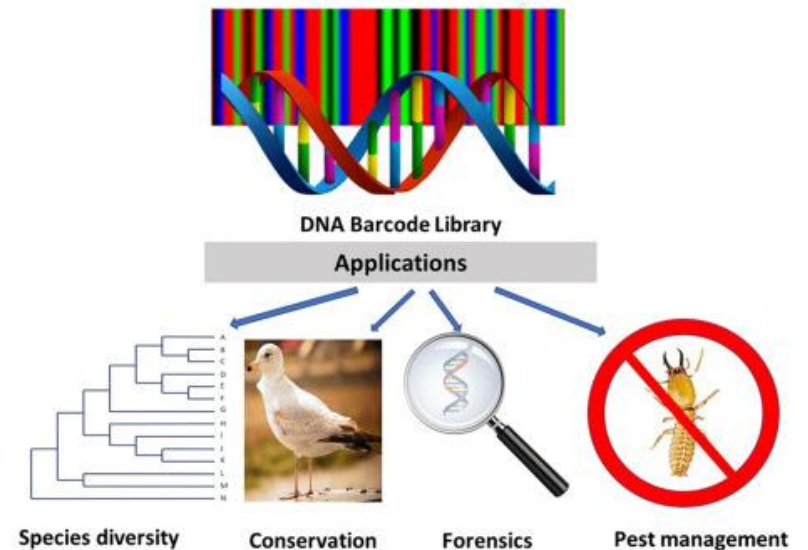 DNA Barcode Library
Applications
A
B
C
D
E
F
G
H
I
J
K
L
M
N
Species diversity
Conservation
Forensics
Pest management